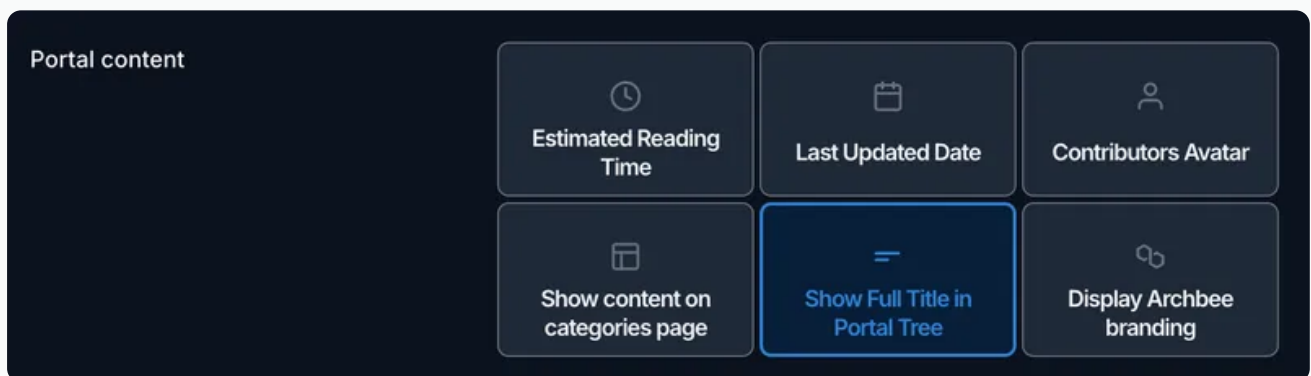 Portal content
Estimated Reading
Time
Last Updated Date
Contributors Avatar
Show content on
categories page
Show Full Title in
Portal Tree
Display Archbee
branding